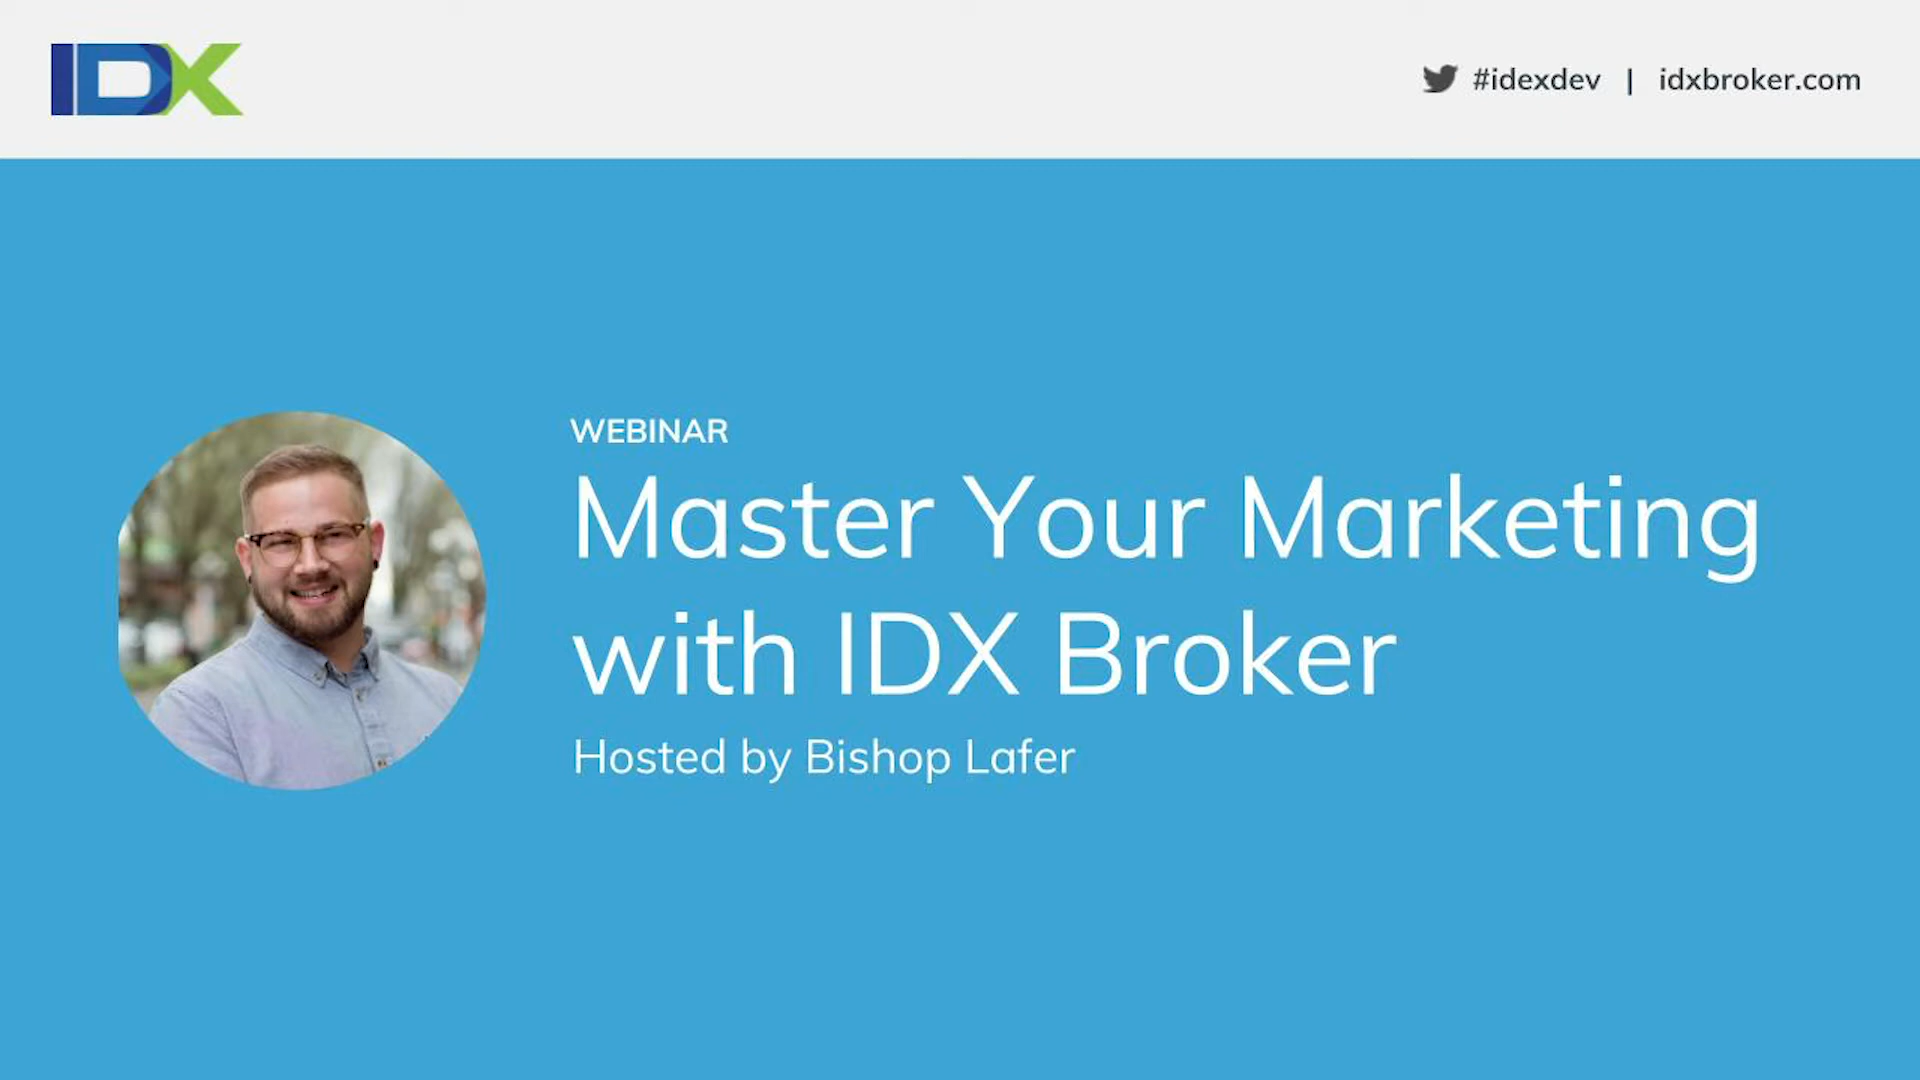 IDX
#idexdev | idxbroker.com
WEBINAR
Master Your Marketing
with IDX Broker
Hosted by Bishop Lafer